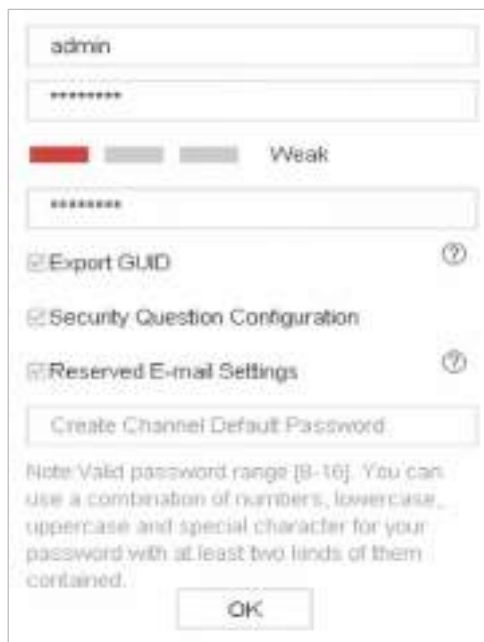 admin
********
Weak
********
Export GUID
Security Question Configuration
Reserved E-mail Settings
Create Channel Default Password
Note:Valid password range [8-16]. You can
use a combination of numbers, lowercase,
uppercase and special character for your
password with at least two kinds of them
contained.
OK